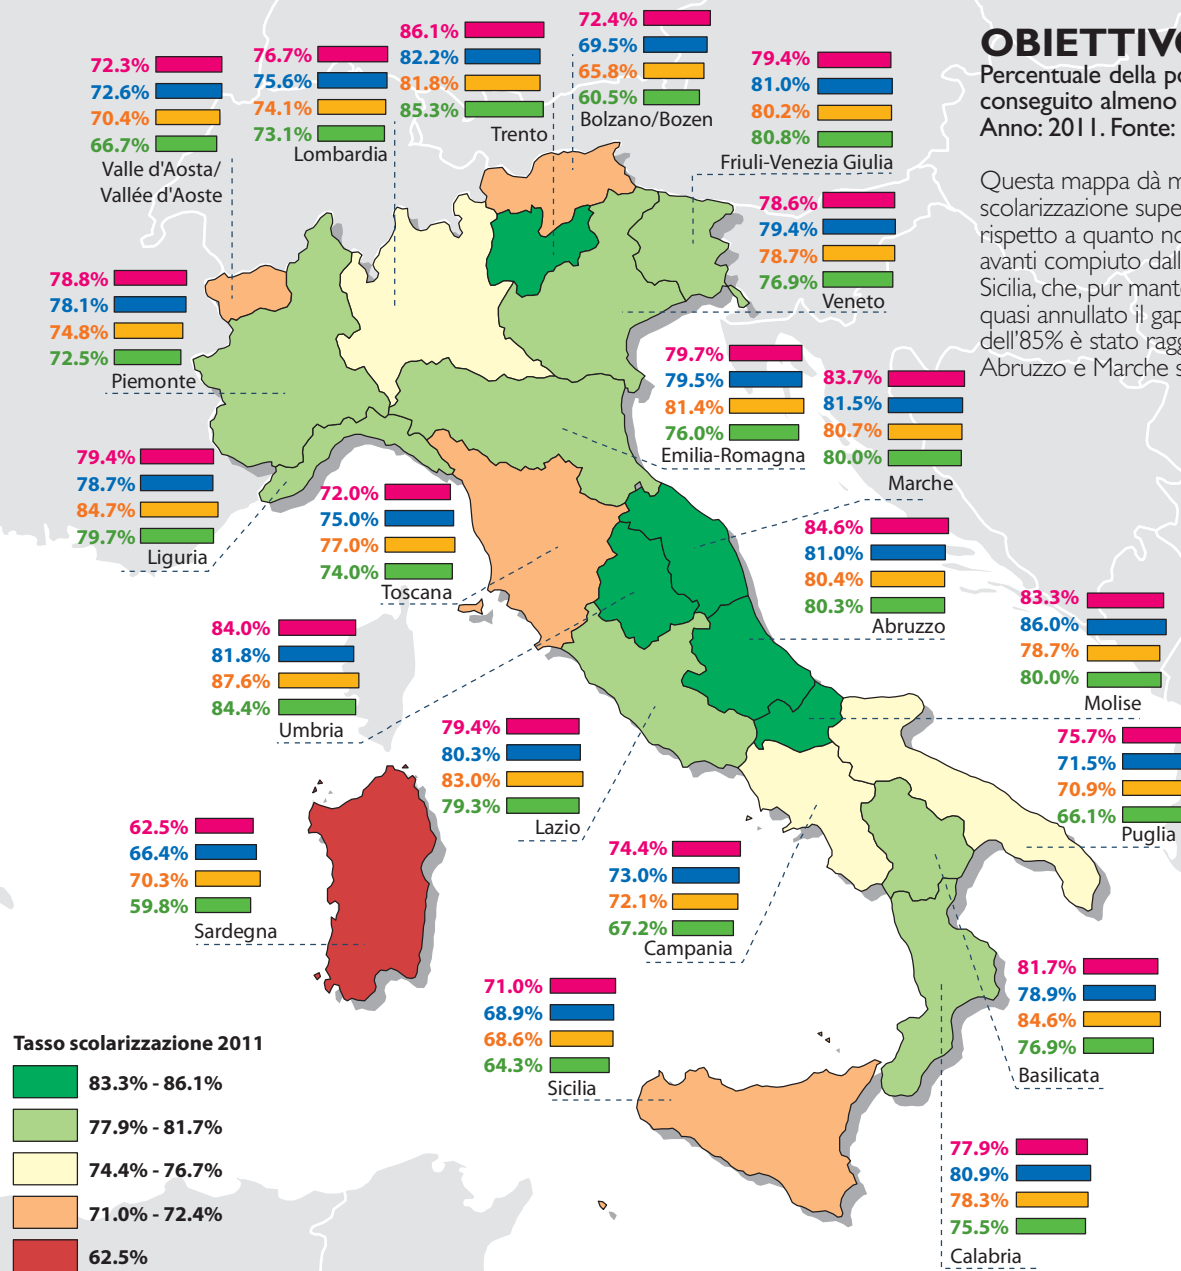 OBIETTIVO
Percentuale della
conseguito almeno
Anno: 2011. Fonte:
Questa mappa dà
scolarizzazione
rispetto a quanto
avanti compiuto
Sicilia, che, pur
quasi annullato il gap
dell'85% è stato
Abruzzo e Marche
72.3%
72.6%
70.4%
66.7%
Valle d'Aosta/
Vallée d'Aoste
76.7%
75.6%
74.1%
73.1%
Lombardia
86.1%
82.2%
81.8%
85.3%
Trento
72.4%
69.5%
65.8%
60.5%
Bolzano/Bozen
79.4%
81.0%
80.2%
80.8%
Friuli-Venezia Giulia
78.6%
79.4%
78.7%
76.9%
Veneto
78.8%
78.1%
74.8%
72.5%
Piemonte
79.7%
79.5%
81.4%
76.0%
Emilia-Romagna
83.7%
81.5%
80.7%
80.0%
Marche
79.4%
78.7%
84.7%
79.7%
Liguria
72.0%
75.0%
77.0%
74.0%
Toscana
84.6%
81.0%
80.4%
80.3%
Abruzzo
83.3%
86.0%
78.7%
80.0%
Molise
84.0%
81.8%
87.6%
84.4%
Umbria
79.4%
80.3%
83.0%
79.3%
Lazio
75.7%
71.5%
70.9%
66.1%
Puglia
62.5%
66.4%
70.3%
59.8%
Sardegna
74.4%
73.0%
72.1%
67.2%
Campania
81.7%
78.9%
84.6%
76.9%
Basilicata
71.0%
68.9%
68.6%
64.3%
Sicilia
77.9%
80.9%
78.3%
75.5%
Calabria
Tasso scolarizzazione 2011
83.3% - 86.1%
77.9% - 81.7%
74.4% - 76.7%
71.0% - 72.4%
62.5%